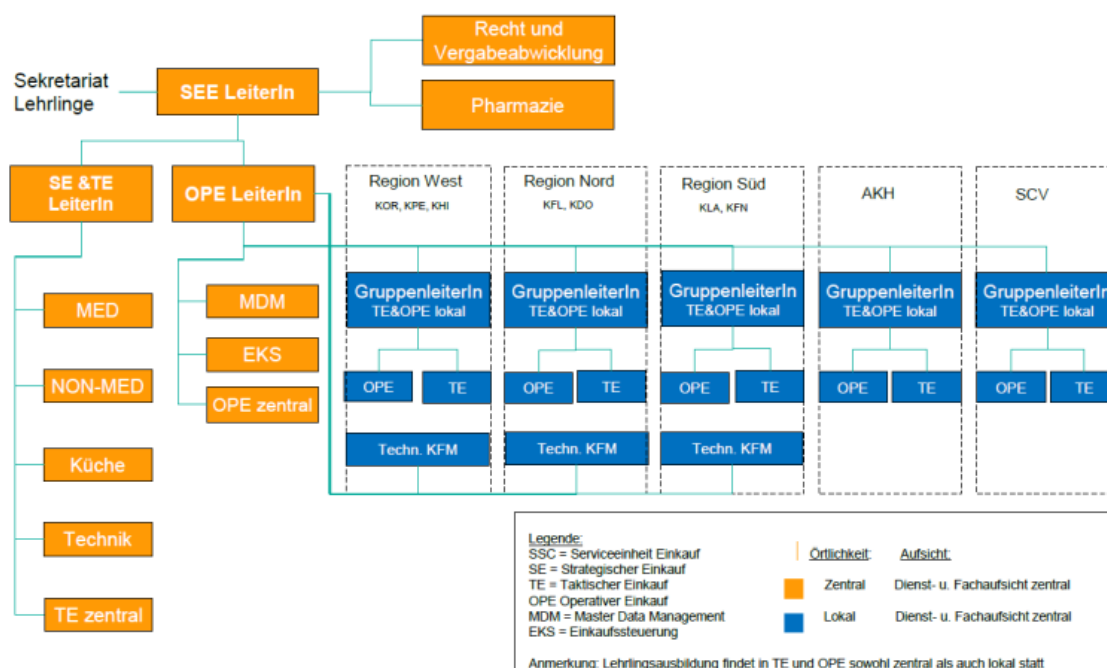 Recht und
Vergabeabwicklung
Sekretariat
Lehrlinge
SEE LeiterIn
Pharmazie
SE &TE
LeiterIn
OPE LeiterIn
Region West
KOR, KPE, KHI
Region Nord
KFL, KDO
Region Süd
KLA, KFN
AKH
SCV
GruppenleiterIn
TE&OPE lokal
GruppenleiterIn
TE&OPE lokal
GruppenleiterIn
TE&OPE lokal
GruppenleiterIn
TE&OPE lokal
GruppenleiterIn
TE&OPE lokal
MED
MDM
NON-MED
EKS
OPE zentral
OPE
TE
OPE
TE
OPE
TE
OPE
TE
OPE
TE
Küche
Techn. KFM
Techn. KFM
Techn. KFM
Technik
TE zentral
Legende:
SSC = Serviceeinheit Einkauf
SE = Strategischer Einkauf
TE = Taktischer Einkauf
OPE Operativer Einkauf
MDM = Master Data Management
EKS = Einkaufssteuerung
Örtlichkeit: Aufsicht:
Zentral Dienst- u. Fachaufsicht zentral
Lokal Dienst- u. Fachaufsicht zentral
Anmerkung: Lehrlingsausbildung findet in TE und OPE sowohl zentral als auch lokal statt